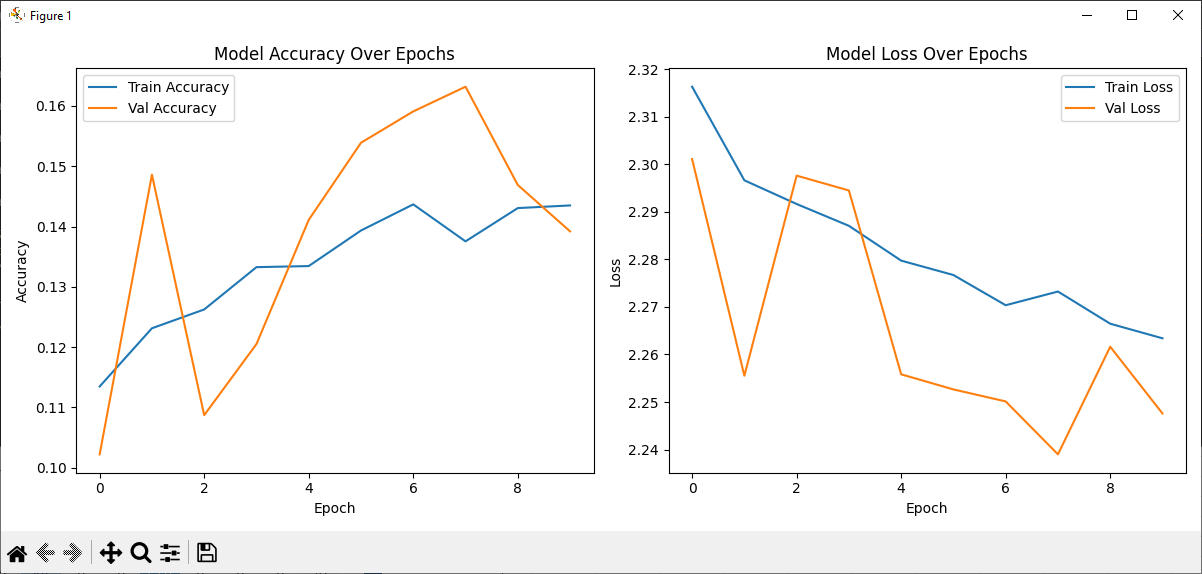 Figure 1
Model Accuracy Over Epochs
Train Accuracy
Val Accuracy
0.16
0.15
0.14
0.13
0.12
0.11
0.10
Accuracy
0 2 4 6 8
Epoch
Model Loss Over Epochs
Train Loss
Val Loss
2.32
2.31
2.30
2.29
2.28
2.27
2.26
2.25
2.24
Loss
0 2 4 6 8
Epoch